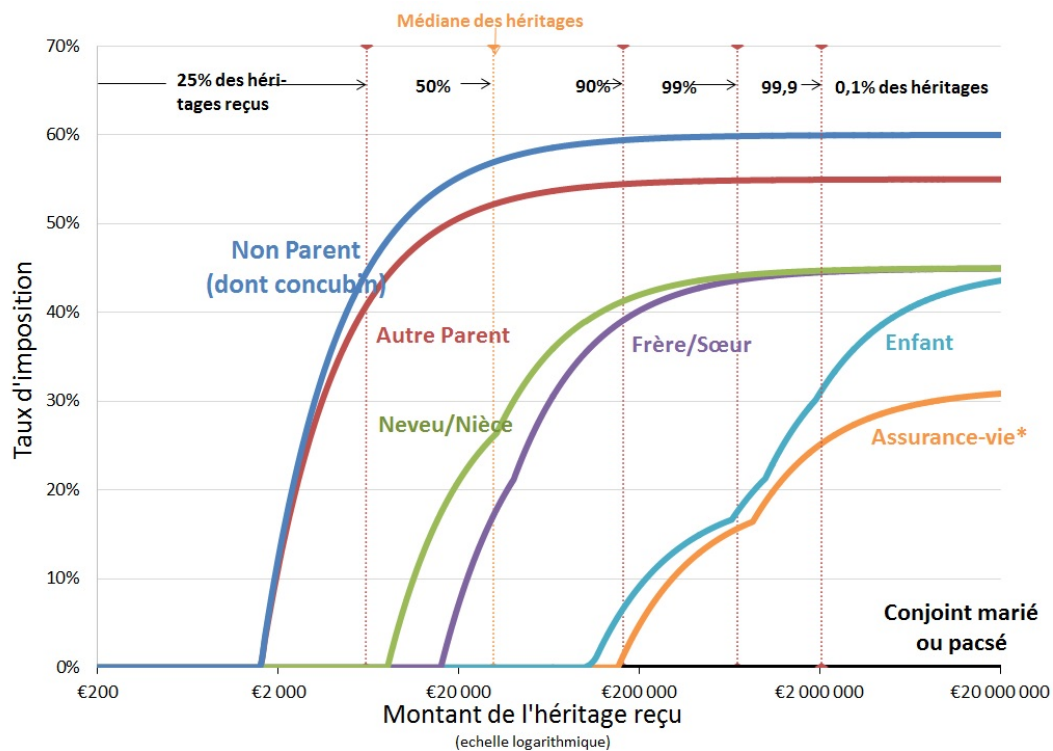 Médiane des héritages
70%
25% des héri-
tages reçus
50%
90%
99%
99,9
0,1% des héritages
60%
50%
Non Parent
(dont concubin)
40%
Autre Parent
Frère/Sœur
Enfant
30%
Neveu/Nièce
Assurance-vie*
20%
10%
Conjoint marié
ou pacsé
0%
Taux d'imposition
€200
€2 000
€20 000
€200 000
€2 000 000
€20 000 000
Montant de l'héritage reçu
(echelle logarithmique)